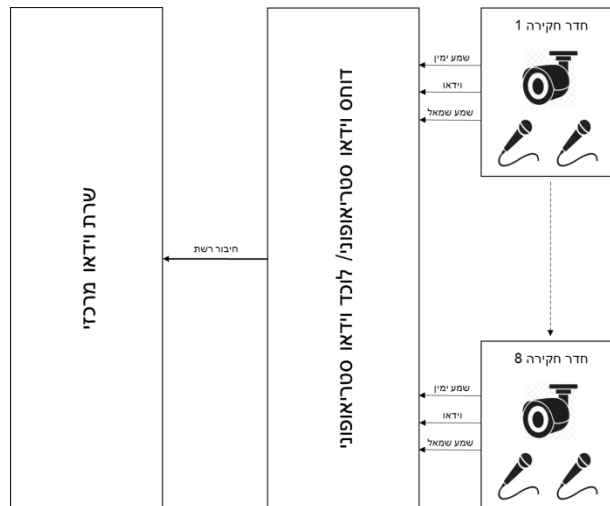 חדר חקירה 1
שמע ימין
וידאו
שמע שמאל
דוחס וידאו סטריאופוני/ לוכד וידאו סטריאופוני
חיבור רשת
שרת וידאו מרכזי
חדר חקירה 8
שמע ימין
וידאו
שמע שמאל